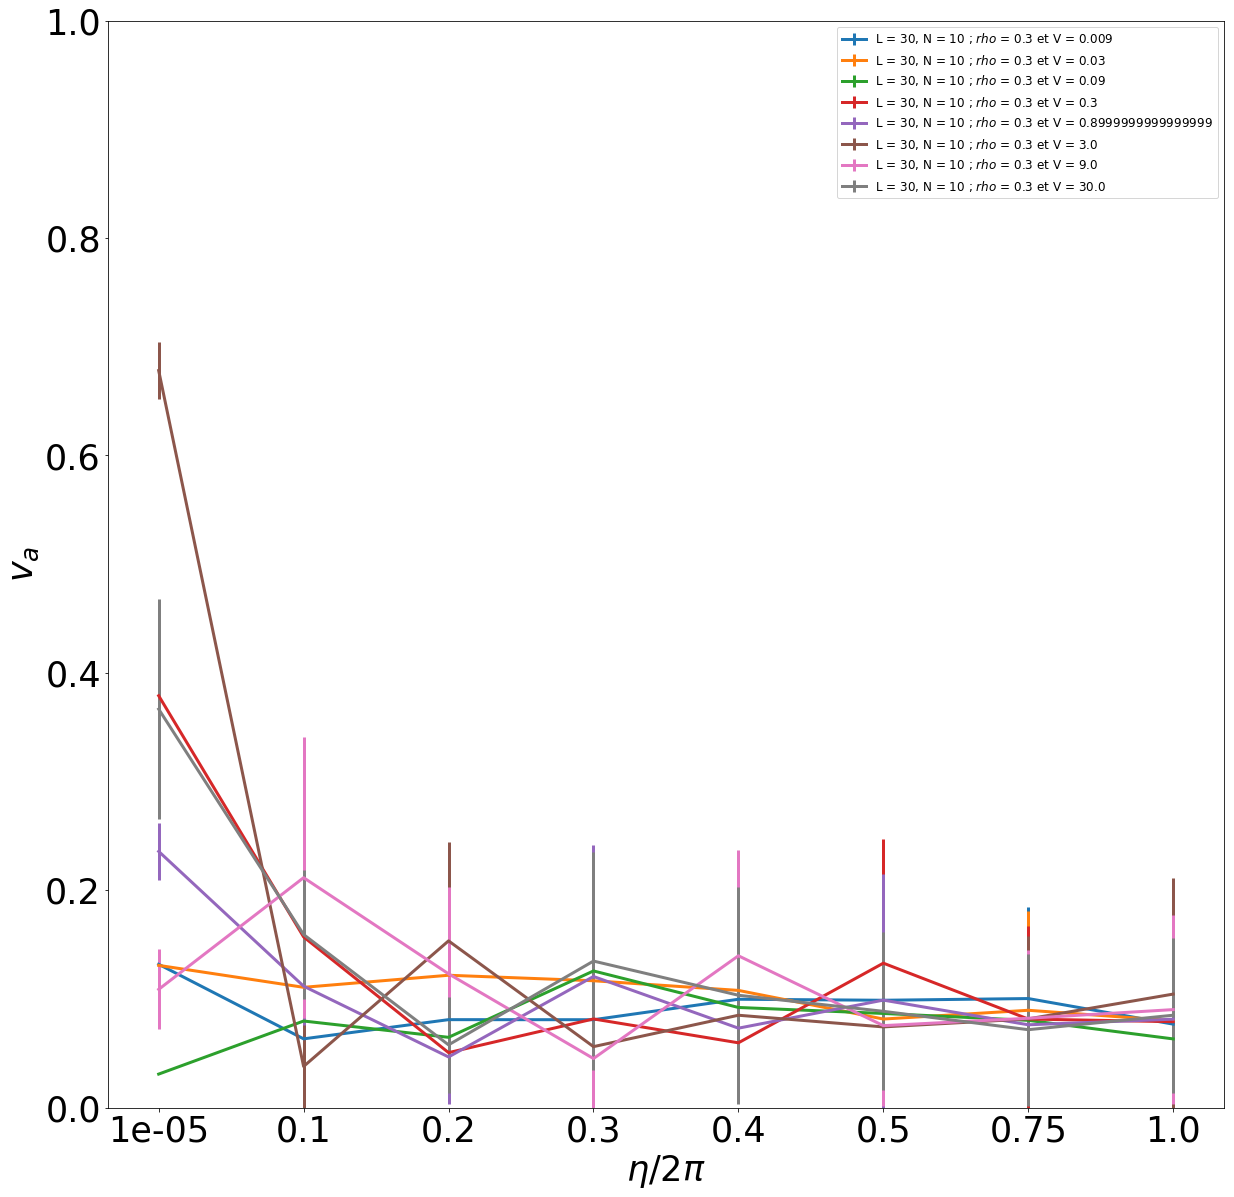 1.0
0.8
0.6
0.4
0.2
0.0
v_a
L = 30, N = 10 ; rho = 0.3 et V = 0.009
L = 30, N = 10 ; rho = 0.3 et V = 0.03
L = 30, N = 10 ; rho = 0.3 et V = 0.09
L = 30, N = 10 ; rho = 0.3 et V = 0.3
L = 30, N = 10 ; rho = 0.3 et V = 0.8999999999999999
L = 30, N = 10 ; rho = 0.3 et V = 3.0
L = 30, N = 10 ; rho = 0.3 et V = 9.0
L = 30, N = 10 ; rho = 0.3 et V = 30.0
1e-05 0.1 0.2 0.3 0.4 0.5 0.75 1.0
η/2π